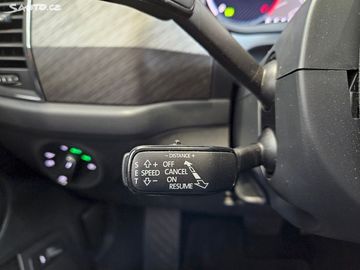 Sauto.cz
- DISTANCE +
S + OFF
E SPEED CANCEL
T - ON
RESUME